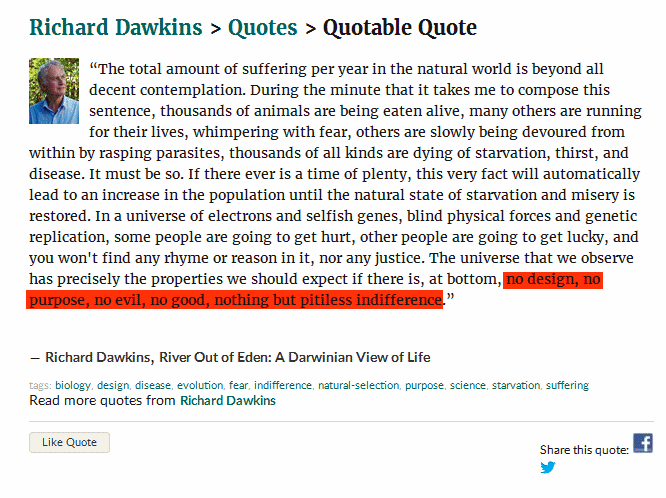 Richard Dawkins > Quotes > Quotable Quote
“The total amount of suffering per year in the natural world is beyond all
decent contemplation. During the minute that it takes me to compose this
sentence, thousands of animals are being eaten alive, many others are running
for their lives, whimpering with fear, others are slowly being devoured from
within by rasping parasites, thousands of all kinds are dying of starvation, thirst, and
disease. It must be so. If there ever is a time of plenty, this very fact will automatically
lead to an increase in the population until the natural state of starvation and misery is
restored. In a universe of electrons and selfish genes, blind physical forces and genetic
replication, some people are going to get hurt, other people are going to get lucky, and
you won't find any rhyme or reason in it, nor any justice. The universe that we observe
has precisely the properties we should expect if there is, at bottom, no design, no
purpose, no evil, no good, nothing but pitiless indifference.”
― Richard Dawkins, River Out of Eden: A Darwinian View of Life
tags: biology, design, disease, evolution, fear, indifference, natural-selection, purpose, science, starvation, suffering
Read more quotes from Richard Dawkins
Like Quote
Share this quote: